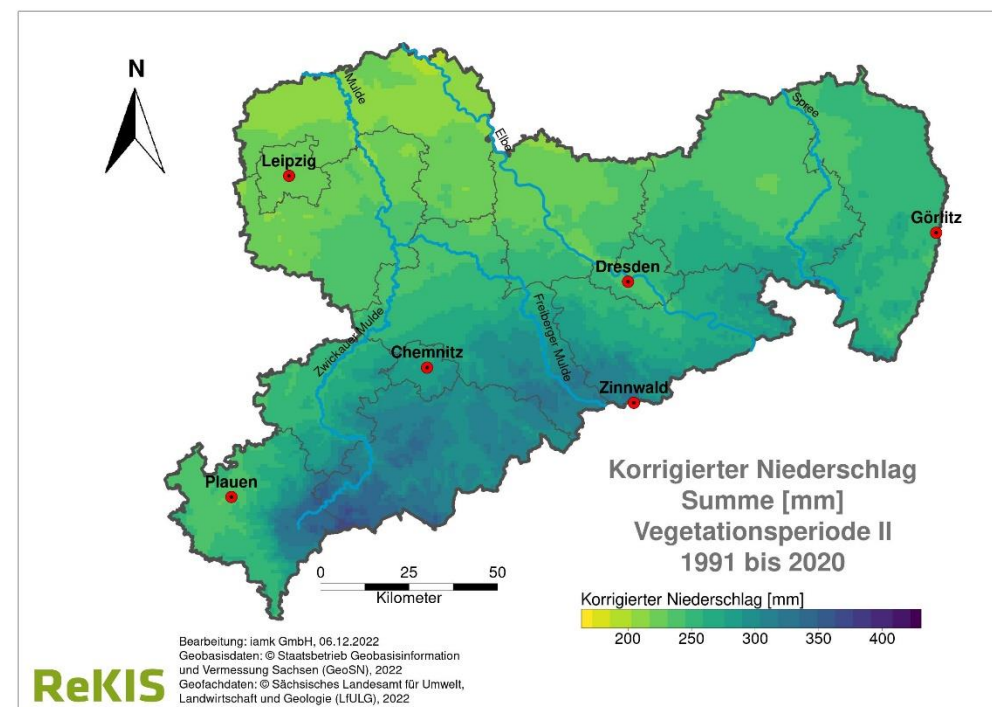 N
Mulde
Elbe
Spree
Leipzig
Görlitz
Dresden
Freiberger Mulde
Zwickauer Mulde
Chemnitz
Zinnwald
Plauen
Korrigierter Niederschlag
Summe [mm]
Vegetationsperiode II
1991 bis 2020
0 25 50
Kilometer
Korrigierter Niederschlag [mm]
200 250 300 350 400
ReKIS
Bearbeitung: iamk GmbH, 06.12.2022
Geobasisdaten: © Staatsbetrieb Geobasisinformation
und Vermessung Sachsen (GeoSN), 2022
Geofachdaten: © Sächsisches Landesamt für Umwelt,
Landwirtschaft und Geologie (LfULG), 2022